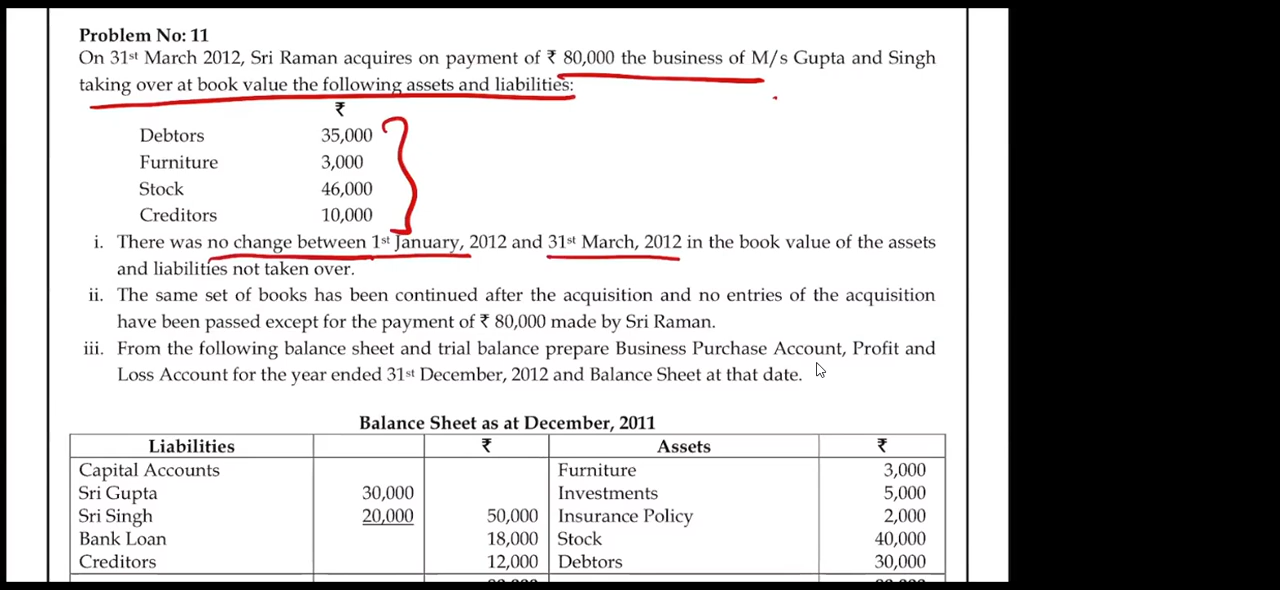 Problem No: 11
On 31st March 2012, Sri Raman acquires on payment of ₹ 80,000 the business of M/s Gupta and Singh
taking over at book value the following assets and liabilities:
₹
Debtors 35,000
Furniture 3,000
Stock 46,000
Creditors 10,000
i. There was no change between 1st January, 2012 and 31st March, 2012 in the book value of the assets
and liabilities not taken over.
ii. The same set of books has been continued after the acquisition and no entries of the acquisition
have been passed except for the payment of ₹ 80,000 made by Sri Raman.
iii. From the following balance sheet and trial balance prepare Business Purchase Account, Profit and
Loss Account for the year ended 31st December, 2012 and Balance Sheet at that date.
Balance Sheet as at December, 2011
Liabilities ₹ Assets ₹
Capital Accounts Furniture 3,000
Sri Gupta 30,000 Investments 5,000
Sri Singh 20,000 50,000 Insurance Policy 2,000
Bank Loan 18,000 Stock 40,000
Creditors 12,000 Debtors 30,000